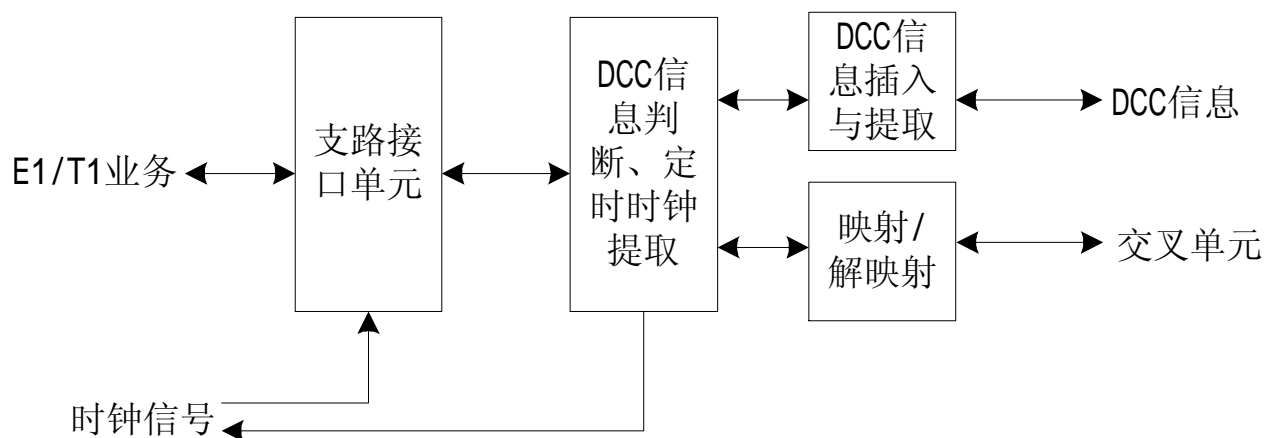 E1/T1业务
支路接
口单元
DCC信
息判
断、定
时时钟
提取
DCC信
息插入
与提取
DCC信息
映射/
解映射
交叉单元
时钟信号